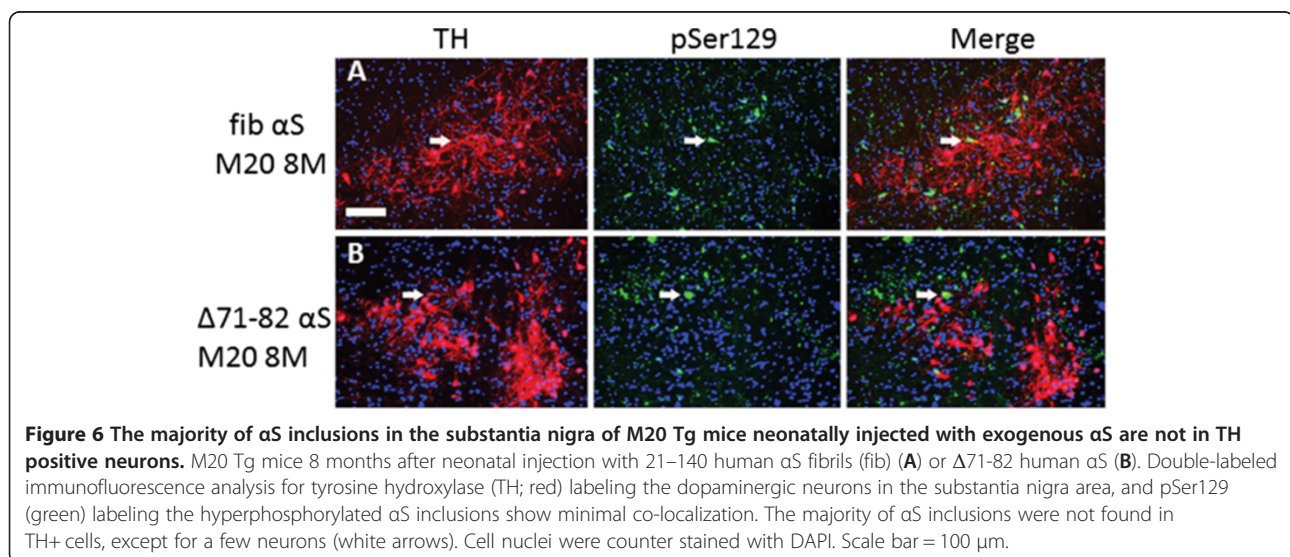 TH pSer129 Merge
A
fib αS
M20 8M
B
Δ71-82 αS
M20 8M
Figure 6 The majority of αS inclusions in the substantia nigra of M20 Tg mice neonatally injected with exogenous αS are not in TH
positive neurons. M20 Tg mice 8 months after neonatal injection with 21–140 human αS fibrils (fib) (A) or Δ71-82 human αS (B). Double-labeled
immunofluorescence analysis for tyrosine hydroxylase (TH; red) labeling the dopaminergic neurons in the substantia nigra area, and pSer129
(green) labeling the hyperphosphorylated αS inclusions show minimal co-localization. The majority of αS inclusions were not found in
TH+ cells, except for a few neurons (white arrows). Cell nuclei were counter stained with DAPI. Scale bar = 100 μm.